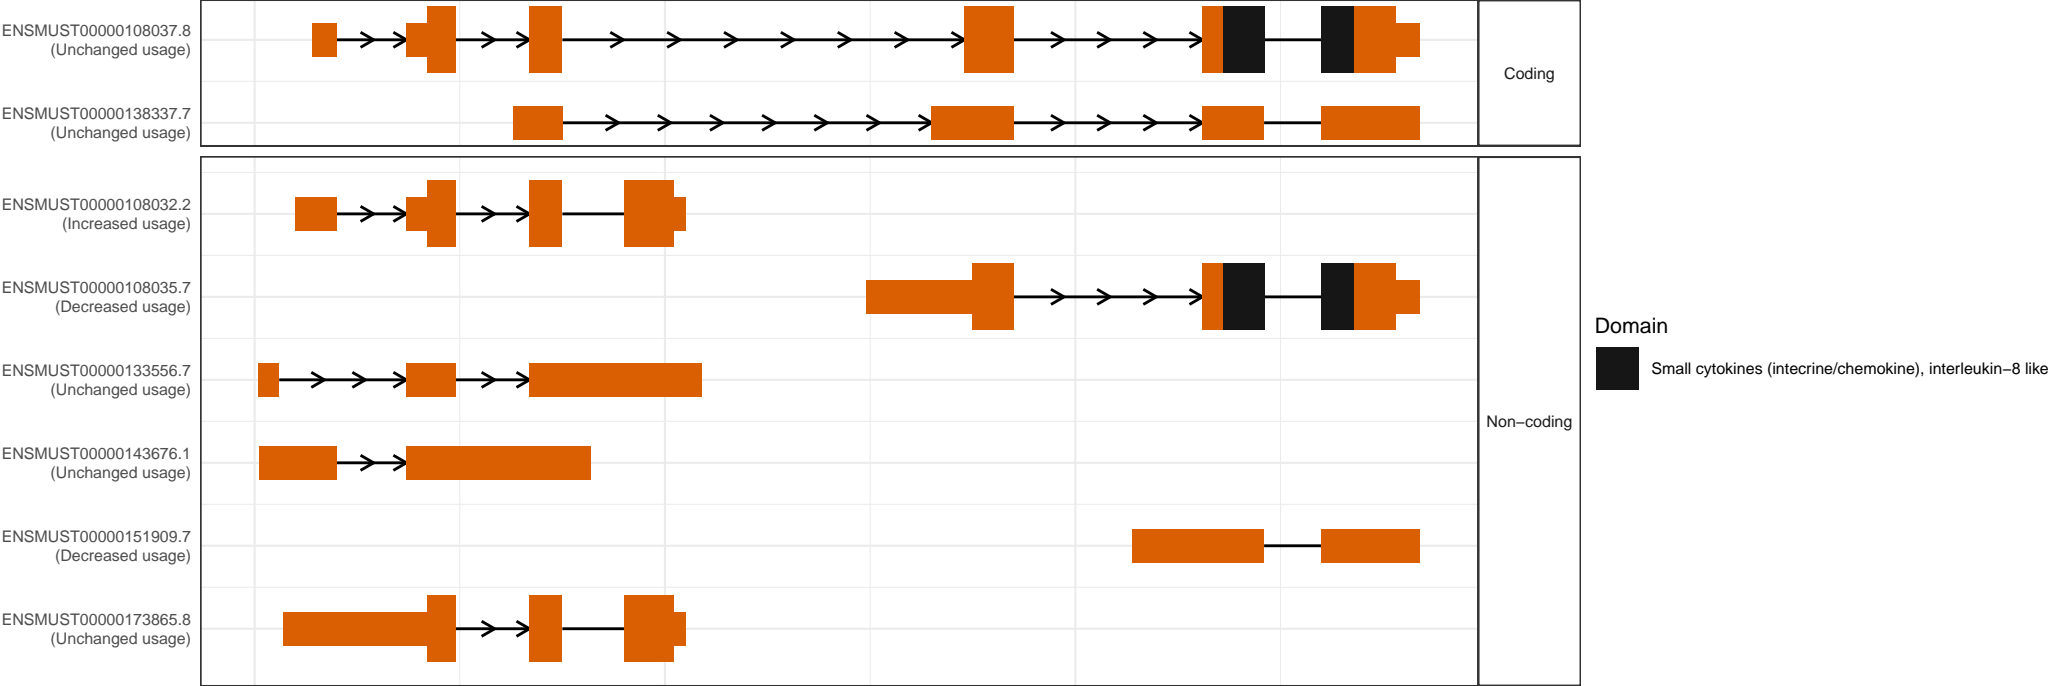 ENSMUST00000108037.8
(Unchanged usage)
ENSMUST00000138337.7
(Unchanged usage)
Coding
ENSMUST00000108032.2
(Increased usage)
ENSMUST00000108035.7
(Decreased usage)
ENSMUST00000133556.7
(Unchanged usage)
ENSMUST00000143676.1
(Unchanged usage)
ENSMUST00000151909.7
(Decreased usage)
ENSMUST00000173865.8
(Unchanged usage)
Non−coding
Domain
Small cytokines (intecrine/chemokine), interleukin−8 like